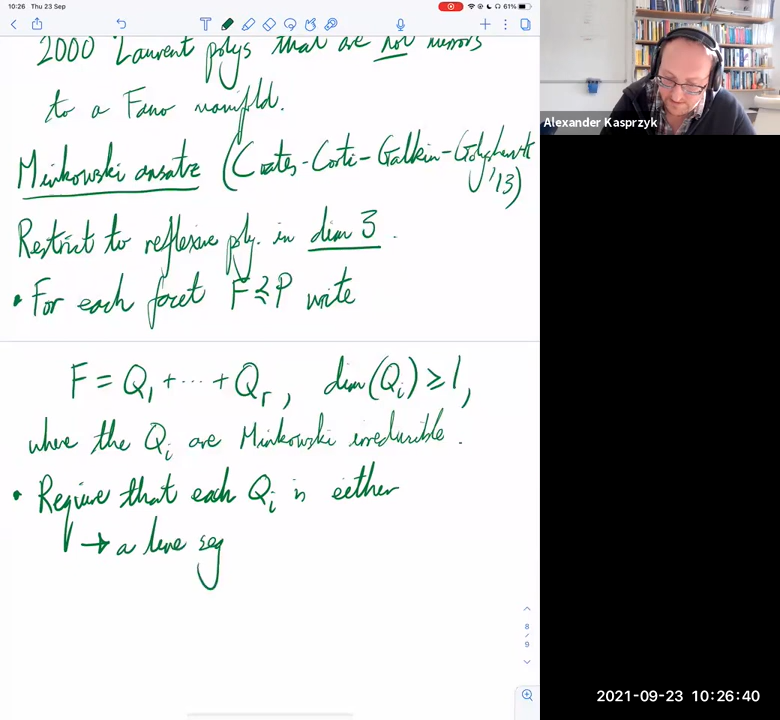 10:26 Thu 23 Sep
61%
2000 Laurent polys that are not mirrors
to a Fano manifold.
Minkowski ansatz (Coates-Corti-Galkin-Golyshev
'13)
Restrict to reflexive ply. in dim 3.
• For each facet F ≤ P write
F = Q₁ + ... + Qᵣ, dim(Qᵢ) ≥ 1,
where the Qᵢ are Minkowski irreducible.
• Require that each Qᵢ is either
→ a line seg
8
/
9
Alexander Kasprzyk
2021-09-23 10:26:40